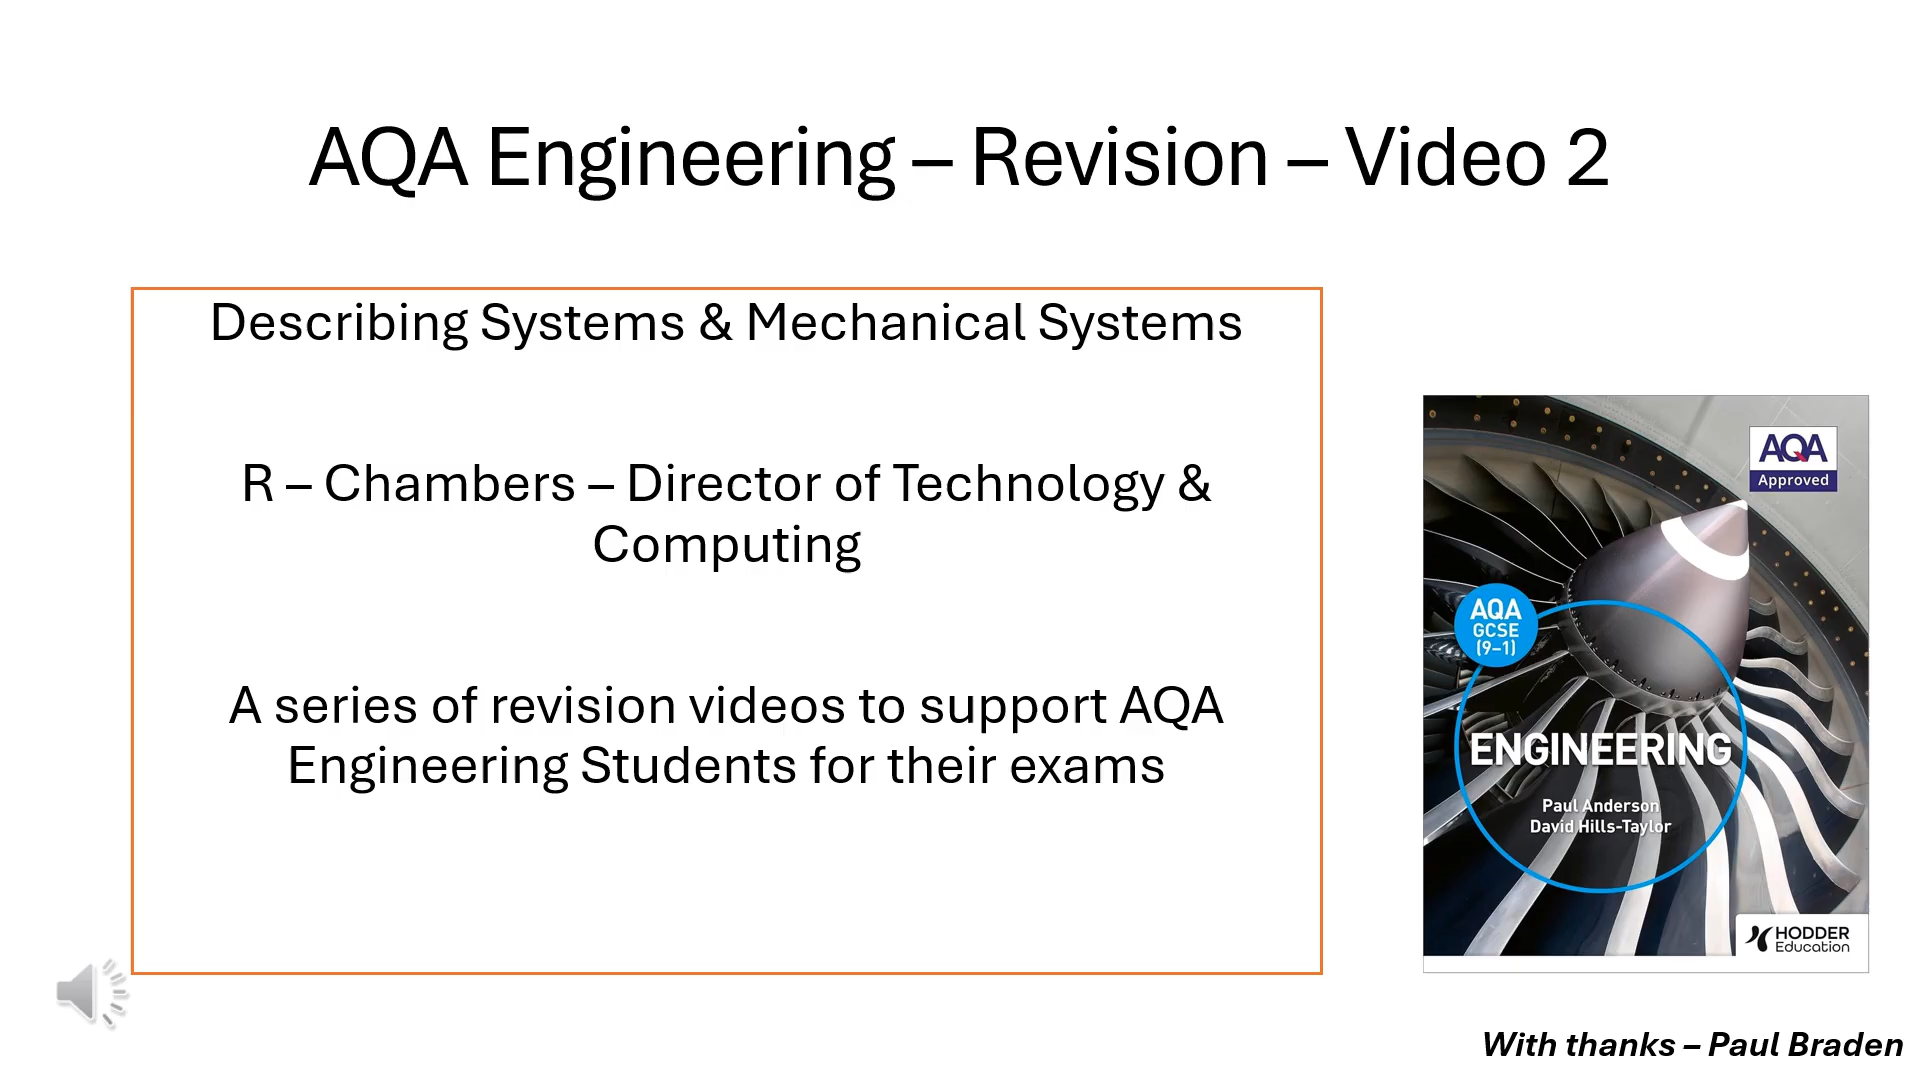 AQA Engineering – Revision – Video 2
Describing Systems & Mechanical Systems
R – Chambers – Director of Technology &
Computing
A series of revision videos to support AQA
Engineering Students for their exams
AQA
Approved
AQA
GCSE
(9–1)
ENGINEERING
Paul Anderson
David Hills-Taylor
HODDER
Education
With thanks – Paul Braden